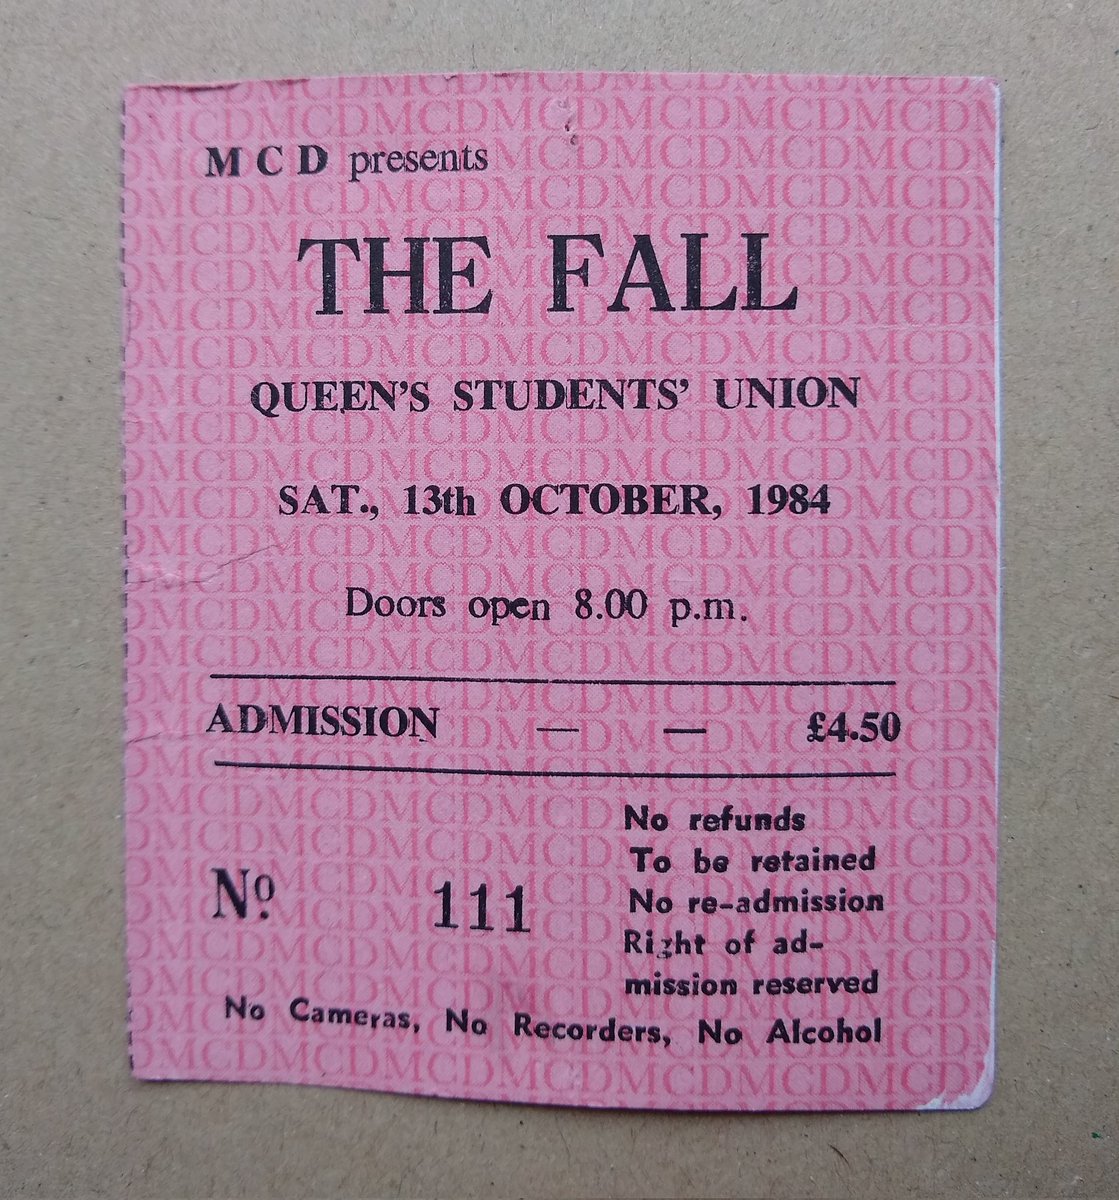 M C D presents
THE FALL
QUEEN'S STUDENTS' UNION
SAT., 13th OCTOBER, 1984
Doors open 8.00 p.m.
ADMISSION — — £4.50
No refunds
To be retained
No re-admission
Right of ad-
mission reserved
Nº. 111
No Cameras, No Recorders, No Alcohol